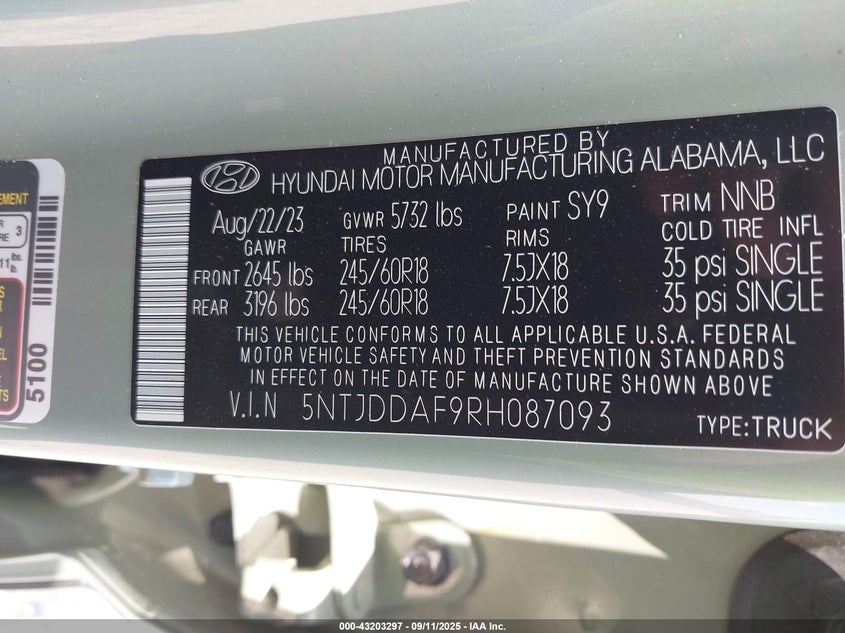 MANUFACTURED BY
HYUNDAI MOTOR MANUFACTURING ALABAMA, LLC
Aug/22/23 GVWR 5732 lbs PAINT SY9 TRIM NNB
GAWR TIRES RIMS COLD TIRE INFL
FRONT 2645 lbs 245/60R18 7.5JX18 35 psi SINGLE
REAR 3196 lbs 245/60R18 7.5JX18 35 psi SINGLE
THIS VEHICLE CONFORMS TO ALL APPLICABLE U.S.A. FEDERAL
MOTOR VEHICLE SAFETY AND THEFT PREVENTION STANDARDS
IN EFFECT ON THE DATE OF MANUFACTURE SHOWN ABOVE
V.I.N 5NTJDDAF9RH087093 TYPE:TRUCK
3
5100
000-43203297 - 09/11/2025 - IAA Inc.